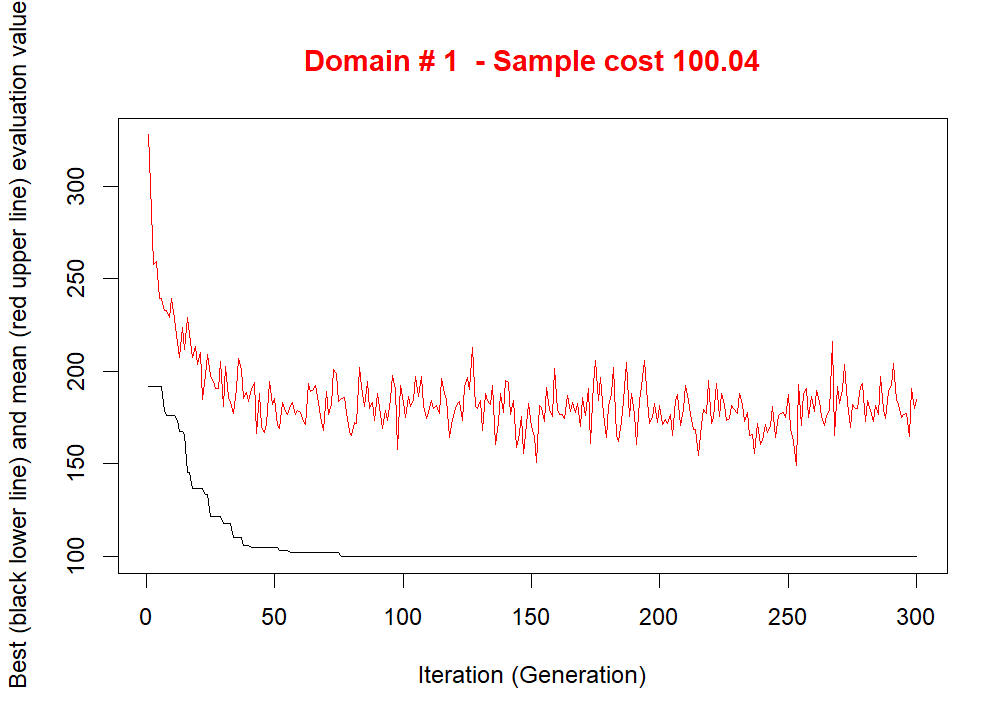 Domain # 1  - Sample cost 100.04
Best (black lower line) and mean (red upper line) evaluation value
300
250
200
150
100
0 50 100 150 200 250 300
Iteration (Generation)